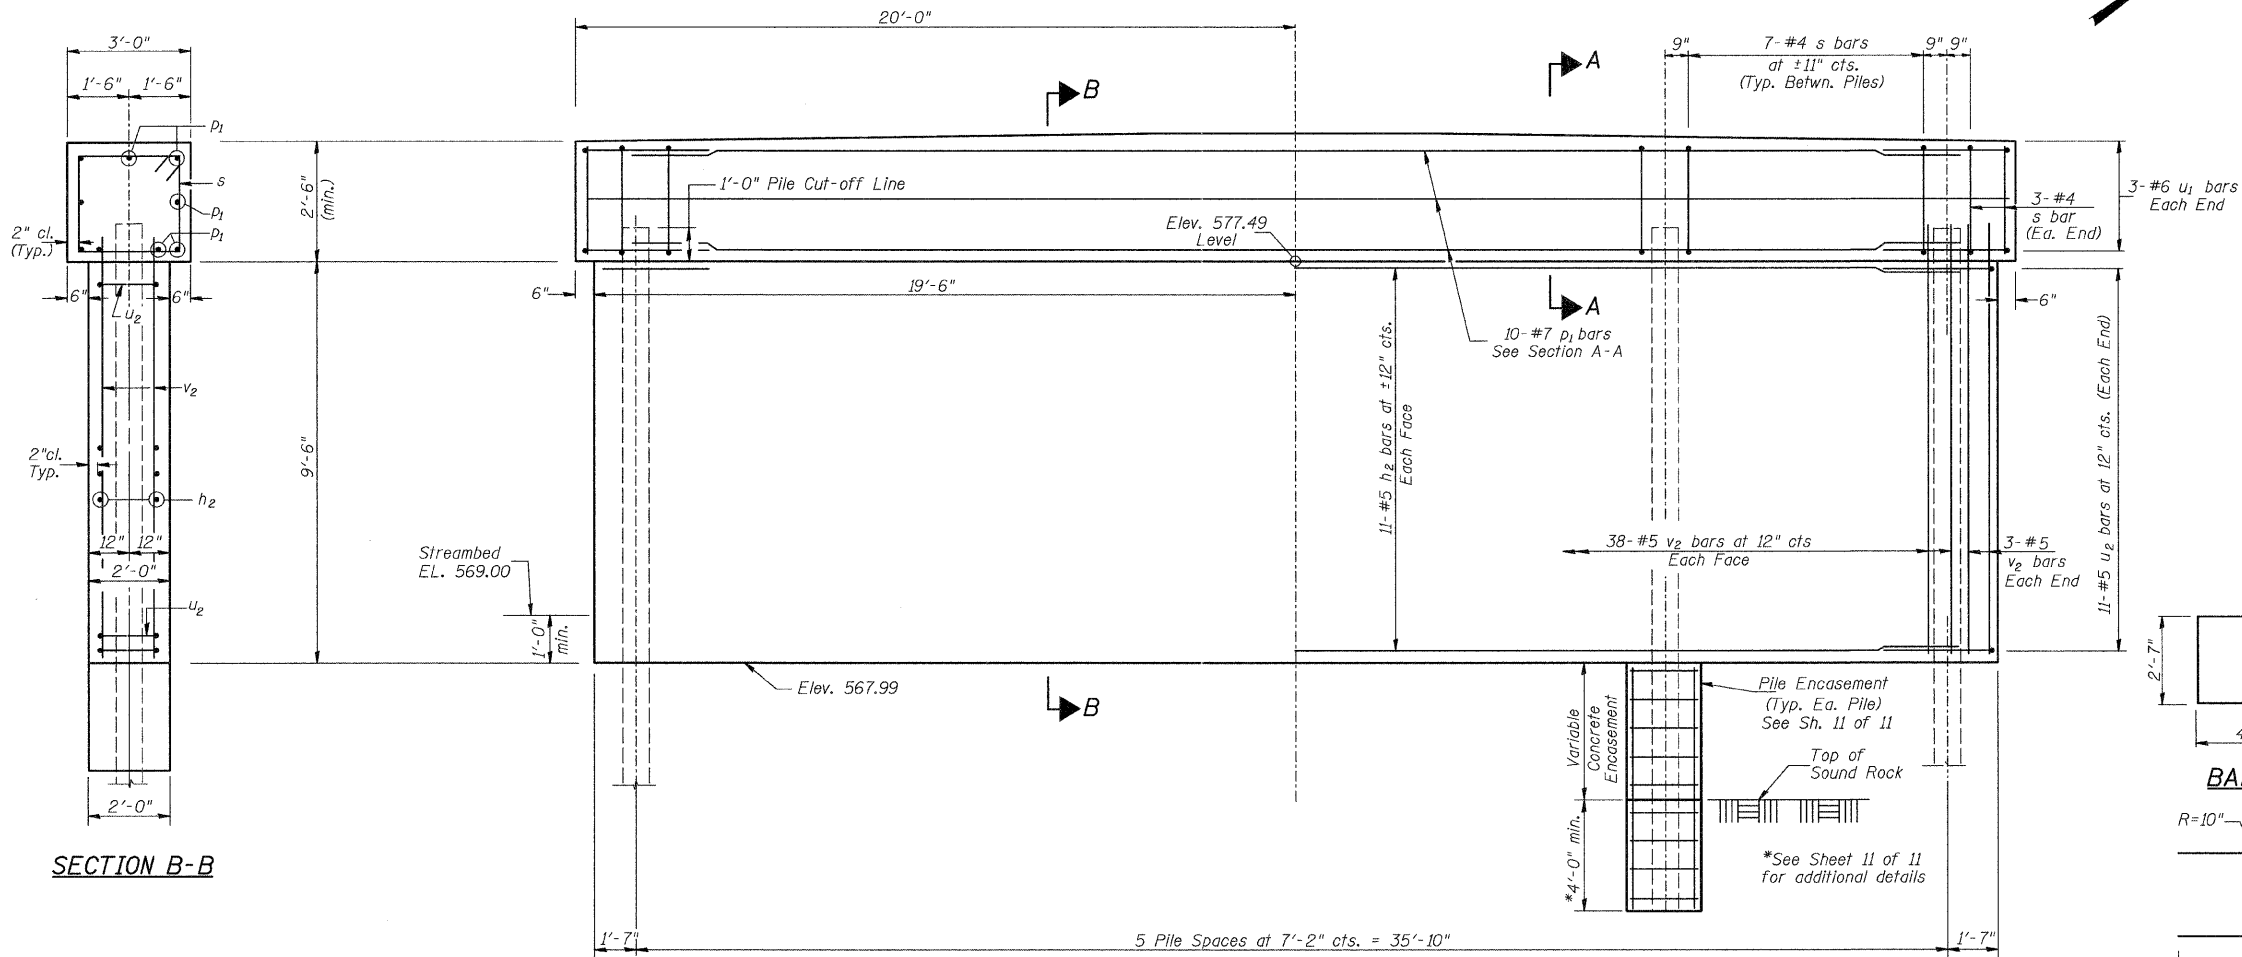 20'-0"
3'-0"
1'-6"
1'-6"
p1
s
p1
p1
2" cl.
(Typ.)
6"
6"
u2
v2
2"cl.
Typ.
h2
12"
12"
2'-0"
u2
2'-0"
SECTION B-B
2'-6"
(min.)
9'-6"
B
A
9"
7-#4 s bars
at ±11" cts.
(Typ. Betwn. Piles)
9"
9"
1'-0" Pile Cut-off Line
Elev. 577.49
Level
3-#4
s bar
(Ea. End)
3-#6 u1 bars
Each End
6"
19'-6"
A
6"
10-#7 p1 bars
See Section A-A
11-#5 h2 bars at ±12" cts.
Each Face
11-#5 u2 bars at 12" cts. (Each End)
38-#5 v2 bars at 12" cts
Each Face
3-#5
v2 bars
Each End
Streambed
EL. 569.00
1'-0"
min.
Elev. 567.99
B
Variable
Concrete
Encasement
Pile Encasement
(Typ. Ea. Pile)
See Sh. 11 of 11
Top of
Sound Rock
*4'-0" min.
*See Sheet 11 of 11
for additional details
1'-7"
5 Pile Spaces at 7'-2" cts. = 35'-10"
1'-7"
2'-7"
4
BA
R=10"